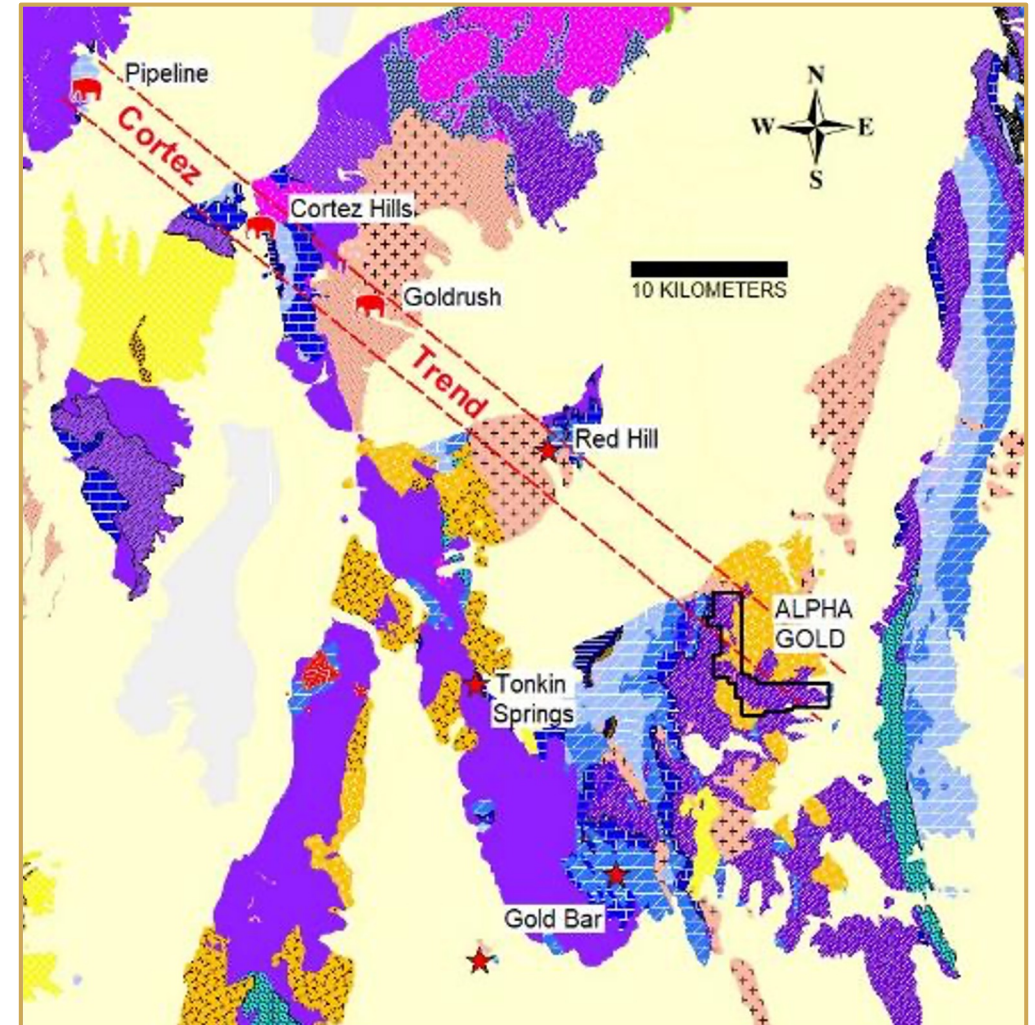 Pipeline
Cortez
N
W E
S
Cortez Hills
10 KILOMETERS
Goldrush
Trend
Red Hill
ALPHA
GOLD
Tonkin
Springs
Gold Bar